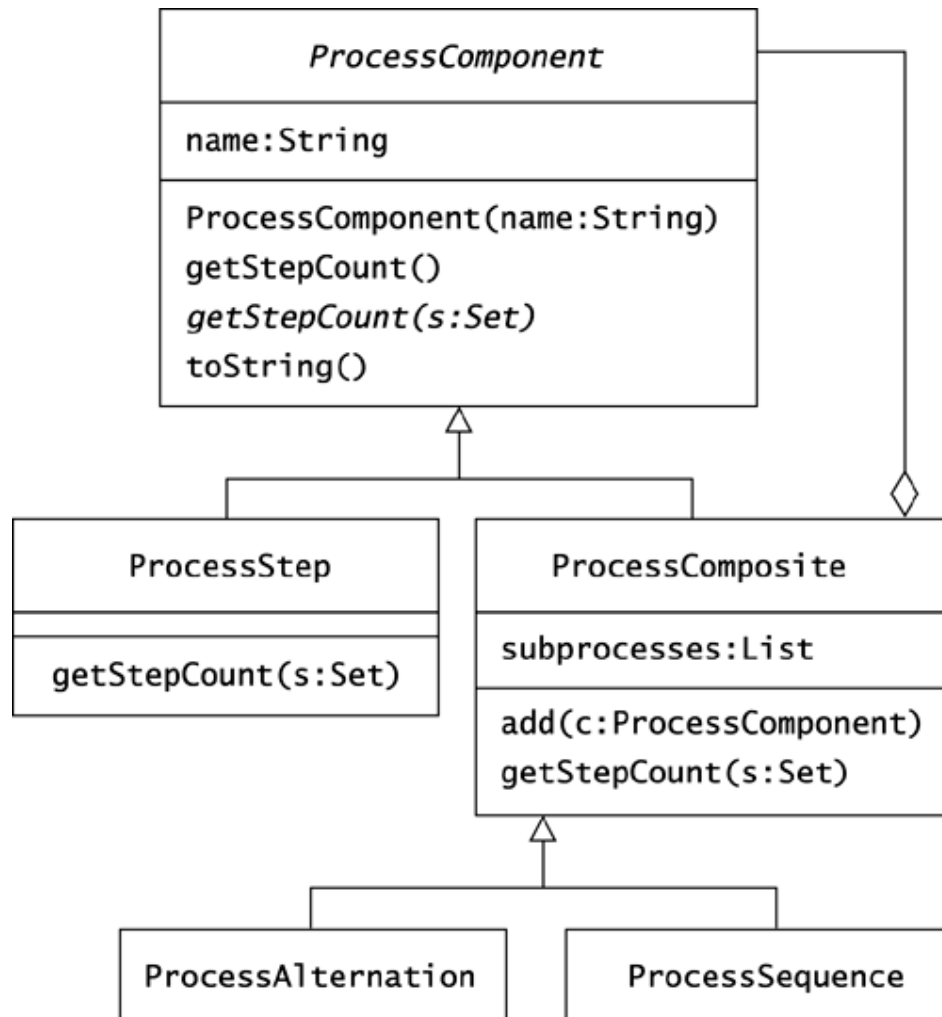 ProcessComponent
name:String
ProcessComponent(name:String)
getStepCount()
getStepCount(s:Set)
toString()
ProcessStep
getStepCount(s:Set)
ProcessComposite
subprocesses:List
add(c:ProcessComponent)
getStepCount(s:Set)
ProcessAlternation
ProcessSequence